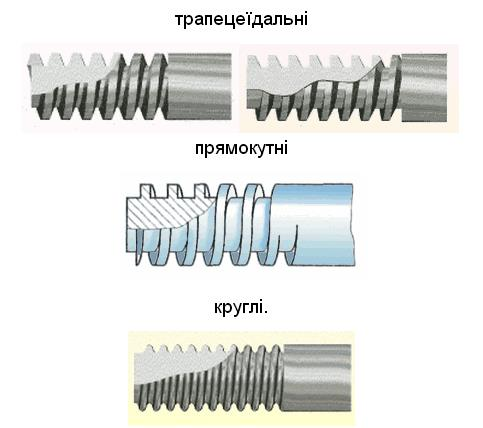 трапецеїдальні
прямокутні
круглі.